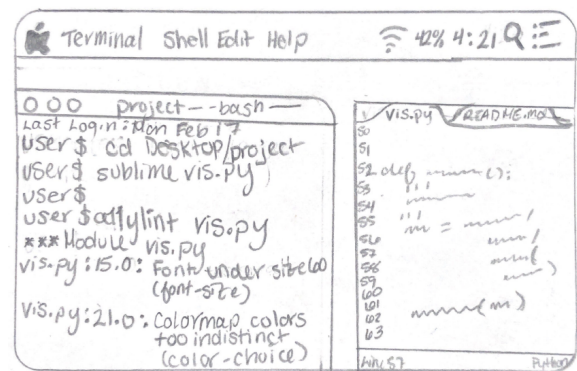 Terminal Shell Edit Help 42% 4:21
project--bash
Last Login: Mon Feb 17
user$ cd Desktop/project
user$ sublime vis.py
user$
user$ a11ylint vis.py
*** Module vis.py
vis.py:15.0: Font under size 60
(font-size)
vis.py:21.0: Colormap colors
too indistinct
(color-choice)
vis.py README.md
50
51
52 def ():
53 '''
54
55 '''
56
57
58
59
60
61
62
63
Line 57 Python